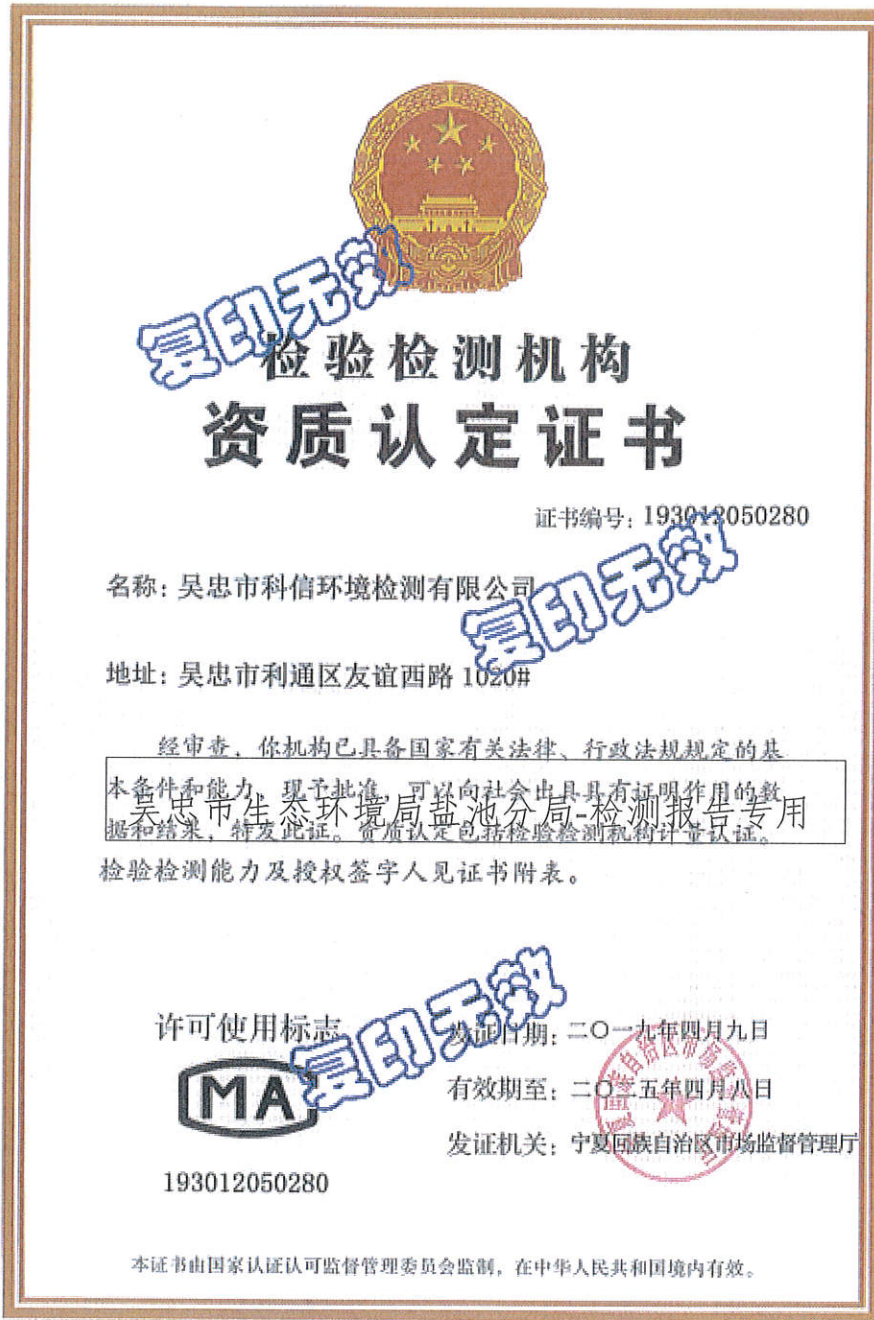 复印无效
检验检测机构
资质认定证书
证书编号：193012050280
名称：吴忠市科信环境检测有限公司
复印无效
地址：吴忠市利通区友谊西路 1020#
经审查，你机构已具备国家有关法律、行政法规规定的基
本条件和能力，现予批准，可以向社会出具具有证明作用的数
吴忠市生态环境局盐池分局-检测报告专用
据和结果，特发此证。资质认定包括检验检测机构计量认证。
检验检测能力及授权签字人见证书附表。
复印无效
许可使用标志
发证日期：二〇一九年四月九日
MA
有效期至：二〇二五年四月八日
发证机关：宁夏回族自治区市场监督管理厅
193012050280
本证书由国家认证认可监督管理委员会监制，在中华人民共和国境内有效。